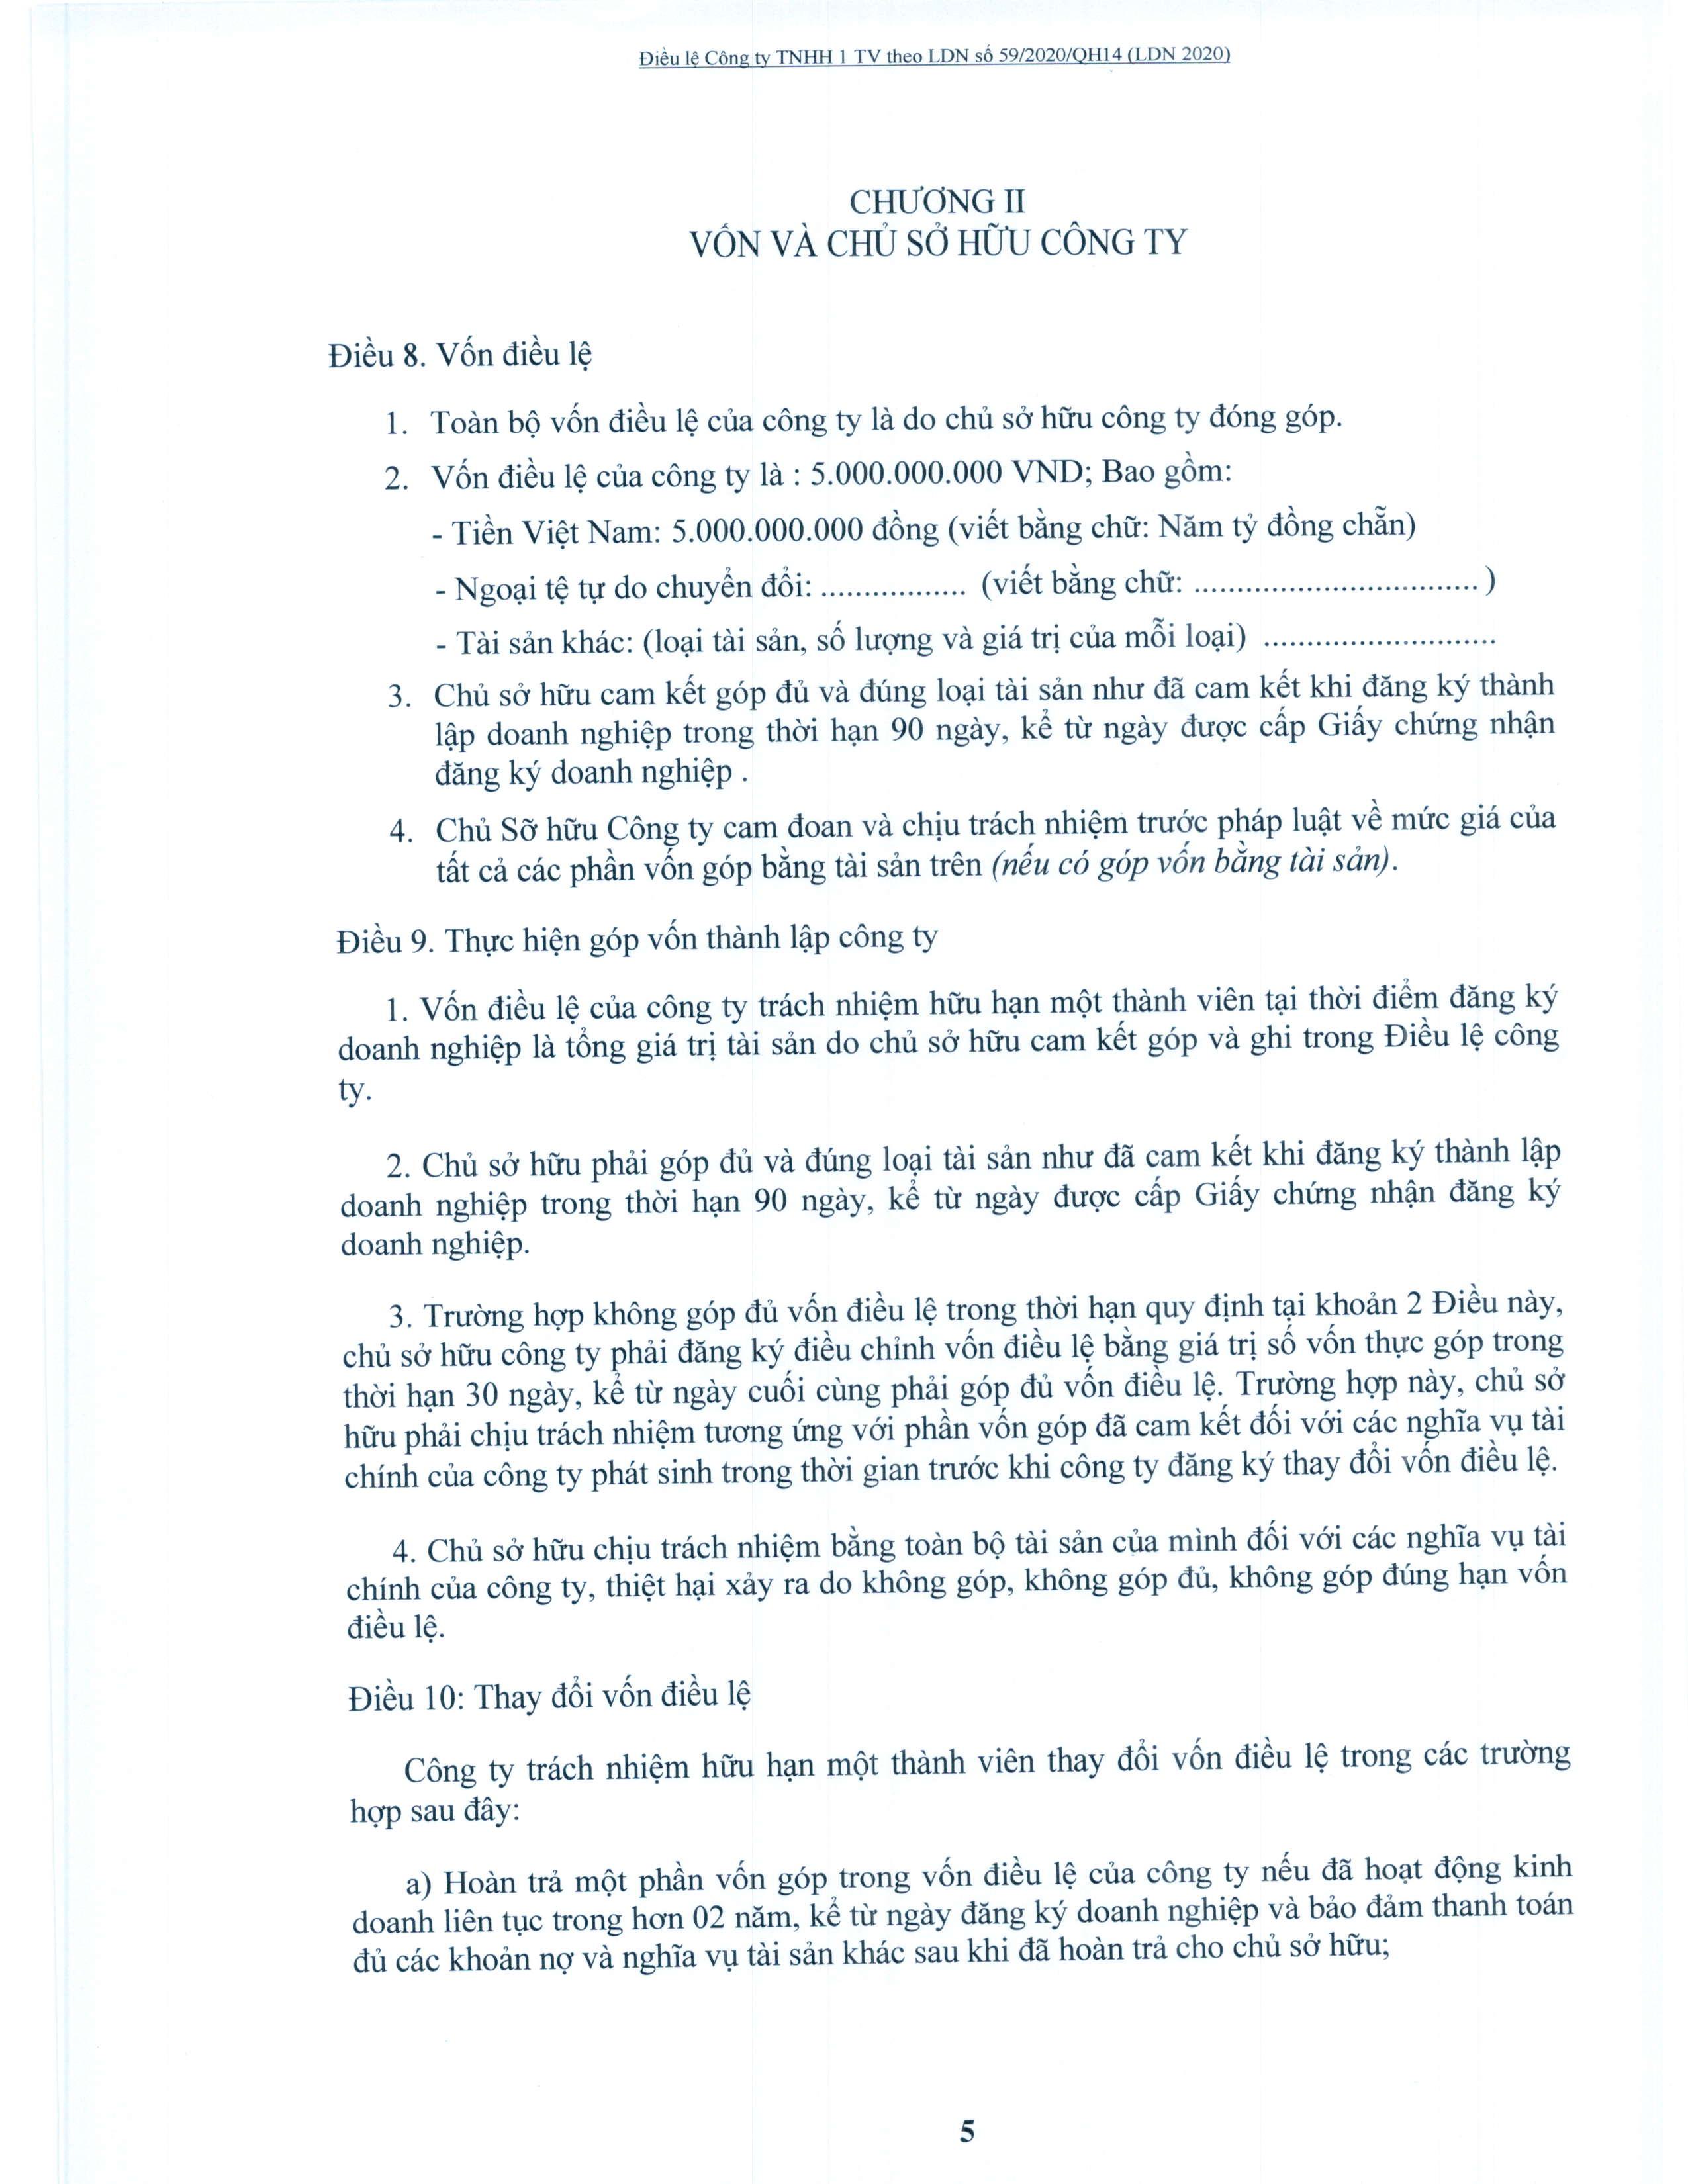 Điều lệ Công ty TNHH 1 TV theo LDN số 59/2020/QH14 (LDN 2020)
CHƯƠNG II
VỐN VÀ CHỦ SỞ HỮU CÔNG TY
Điều 8. Vốn điều lệ
1. Toàn bộ vốn điều lệ của công ty là do chủ sở hữu công ty đóng góp.
2. Vốn điều lệ của công ty là : 5.000.000.000 VND; Bao gồm:
- Tiền Việt Nam: 5.000.000.000 đồng (viết bằng chữ: Năm tỷ đồng chẵn)
- Ngoại tệ tự do chuyển đổi: ................. (viết bằng chữ: ................................. )
- Tài sản khác: (loại tài sản, số lượng và giá trị của mỗi loại) ...........................
3. Chủ sở hữu cam kết góp đủ và đúng loại tài sản như đã cam kết khi đăng ký thành
lập doanh nghiệp trong thời hạn 90 ngày, kể từ ngày được cấp Giấy chứng nhận
đăng ký doanh nghiệp .
4. Chủ Sỡ hữu Công ty cam đoan và chịu trách nhiệm trước pháp luật về mức giá của
tất cả các phần vốn góp bằng tài sản trên (nếu có góp vốn bằng tài sản).
Điều 9. Thực hiện góp vốn thành lập công ty
1. Vốn điều lệ của công ty trách nhiệm hữu hạn một thành viên tại thời điểm đăng ký
doanh nghiệp là tổng giá trị tài sản do chủ sở hữu cam kết góp và ghi trong Điều lệ công
ty.
2. Chủ sở hữu phải góp đủ và đúng loại tài sản như đã cam kết khi đăng ký thành lập
doanh nghiệp trong thời hạn 90 ngày, kể từ ngày được cấp Giấy chứng nhận đăng ký
doanh nghiệp.
3. Trường hợp không góp đủ vốn điều lệ trong thời hạn quy định tại khoản 2 Điều này,
chủ sở hữu công ty phải đăng ký điều chỉnh vốn điều lệ bằng giá trị số vốn thực góp trong
thời hạn 30 ngày, kể từ ngày cuối cùng phải góp đủ vốn điều lệ. Trường hợp này, chủ sở
hữu phải chịu trách nhiệm tương ứng với phần vốn góp đã cam kết đối với các nghĩa vụ tài
chính của công ty phát sinh trong thời gian trước khi công ty đăng ký thay đổi vốn điều lệ.
4. Chủ sở hữu chịu trách nhiệm bằng toàn bộ tài sản của mình đối với các nghĩa vụ tài
chính của công ty, thiệt hại xảy ra do không góp, không góp đủ, không góp đúng hạn vốn
điều lệ.
Điều 10: Thay đổi vốn điều lệ
Công ty trách nhiệm hữu hạn một thành viên thay đổi vốn điều lệ trong các trường
hợp sau đây:
a) Hoàn trả một phần vốn góp trong vốn điều lệ của công ty nếu đã hoạt động kinh
doanh liên tục trong hơn 02 năm, kể từ ngày đăng ký doanh nghiệp và bảo đảm thanh toán
đủ các khoản nợ và nghĩa vụ tài sản khác sau khi đã hoàn trả cho chủ sở hữu;
5